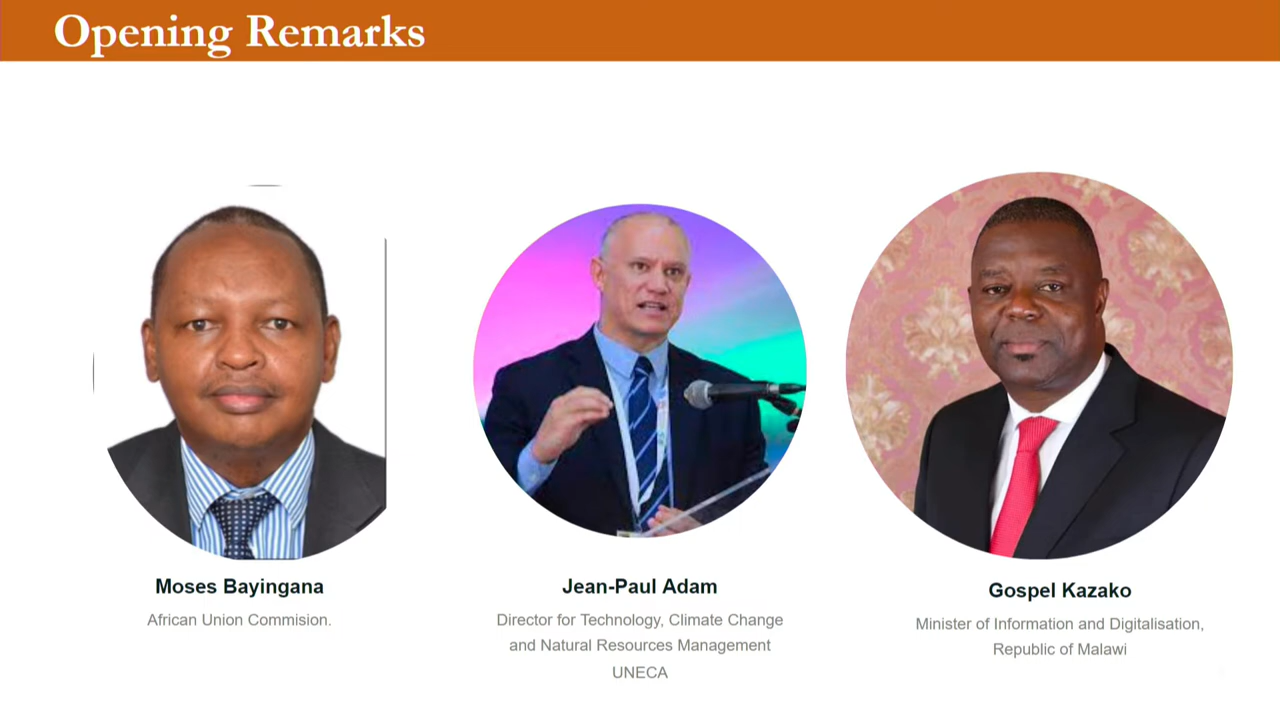 Opening Remarks
Moses Bayingana
African Union Commision.
Jean-Paul Adam
Director for Technology, Climate Change
and Natural Resources Management
UNECA
Gospel Kazako
Minister of Information and Digitalisation,
Republic of Malawi